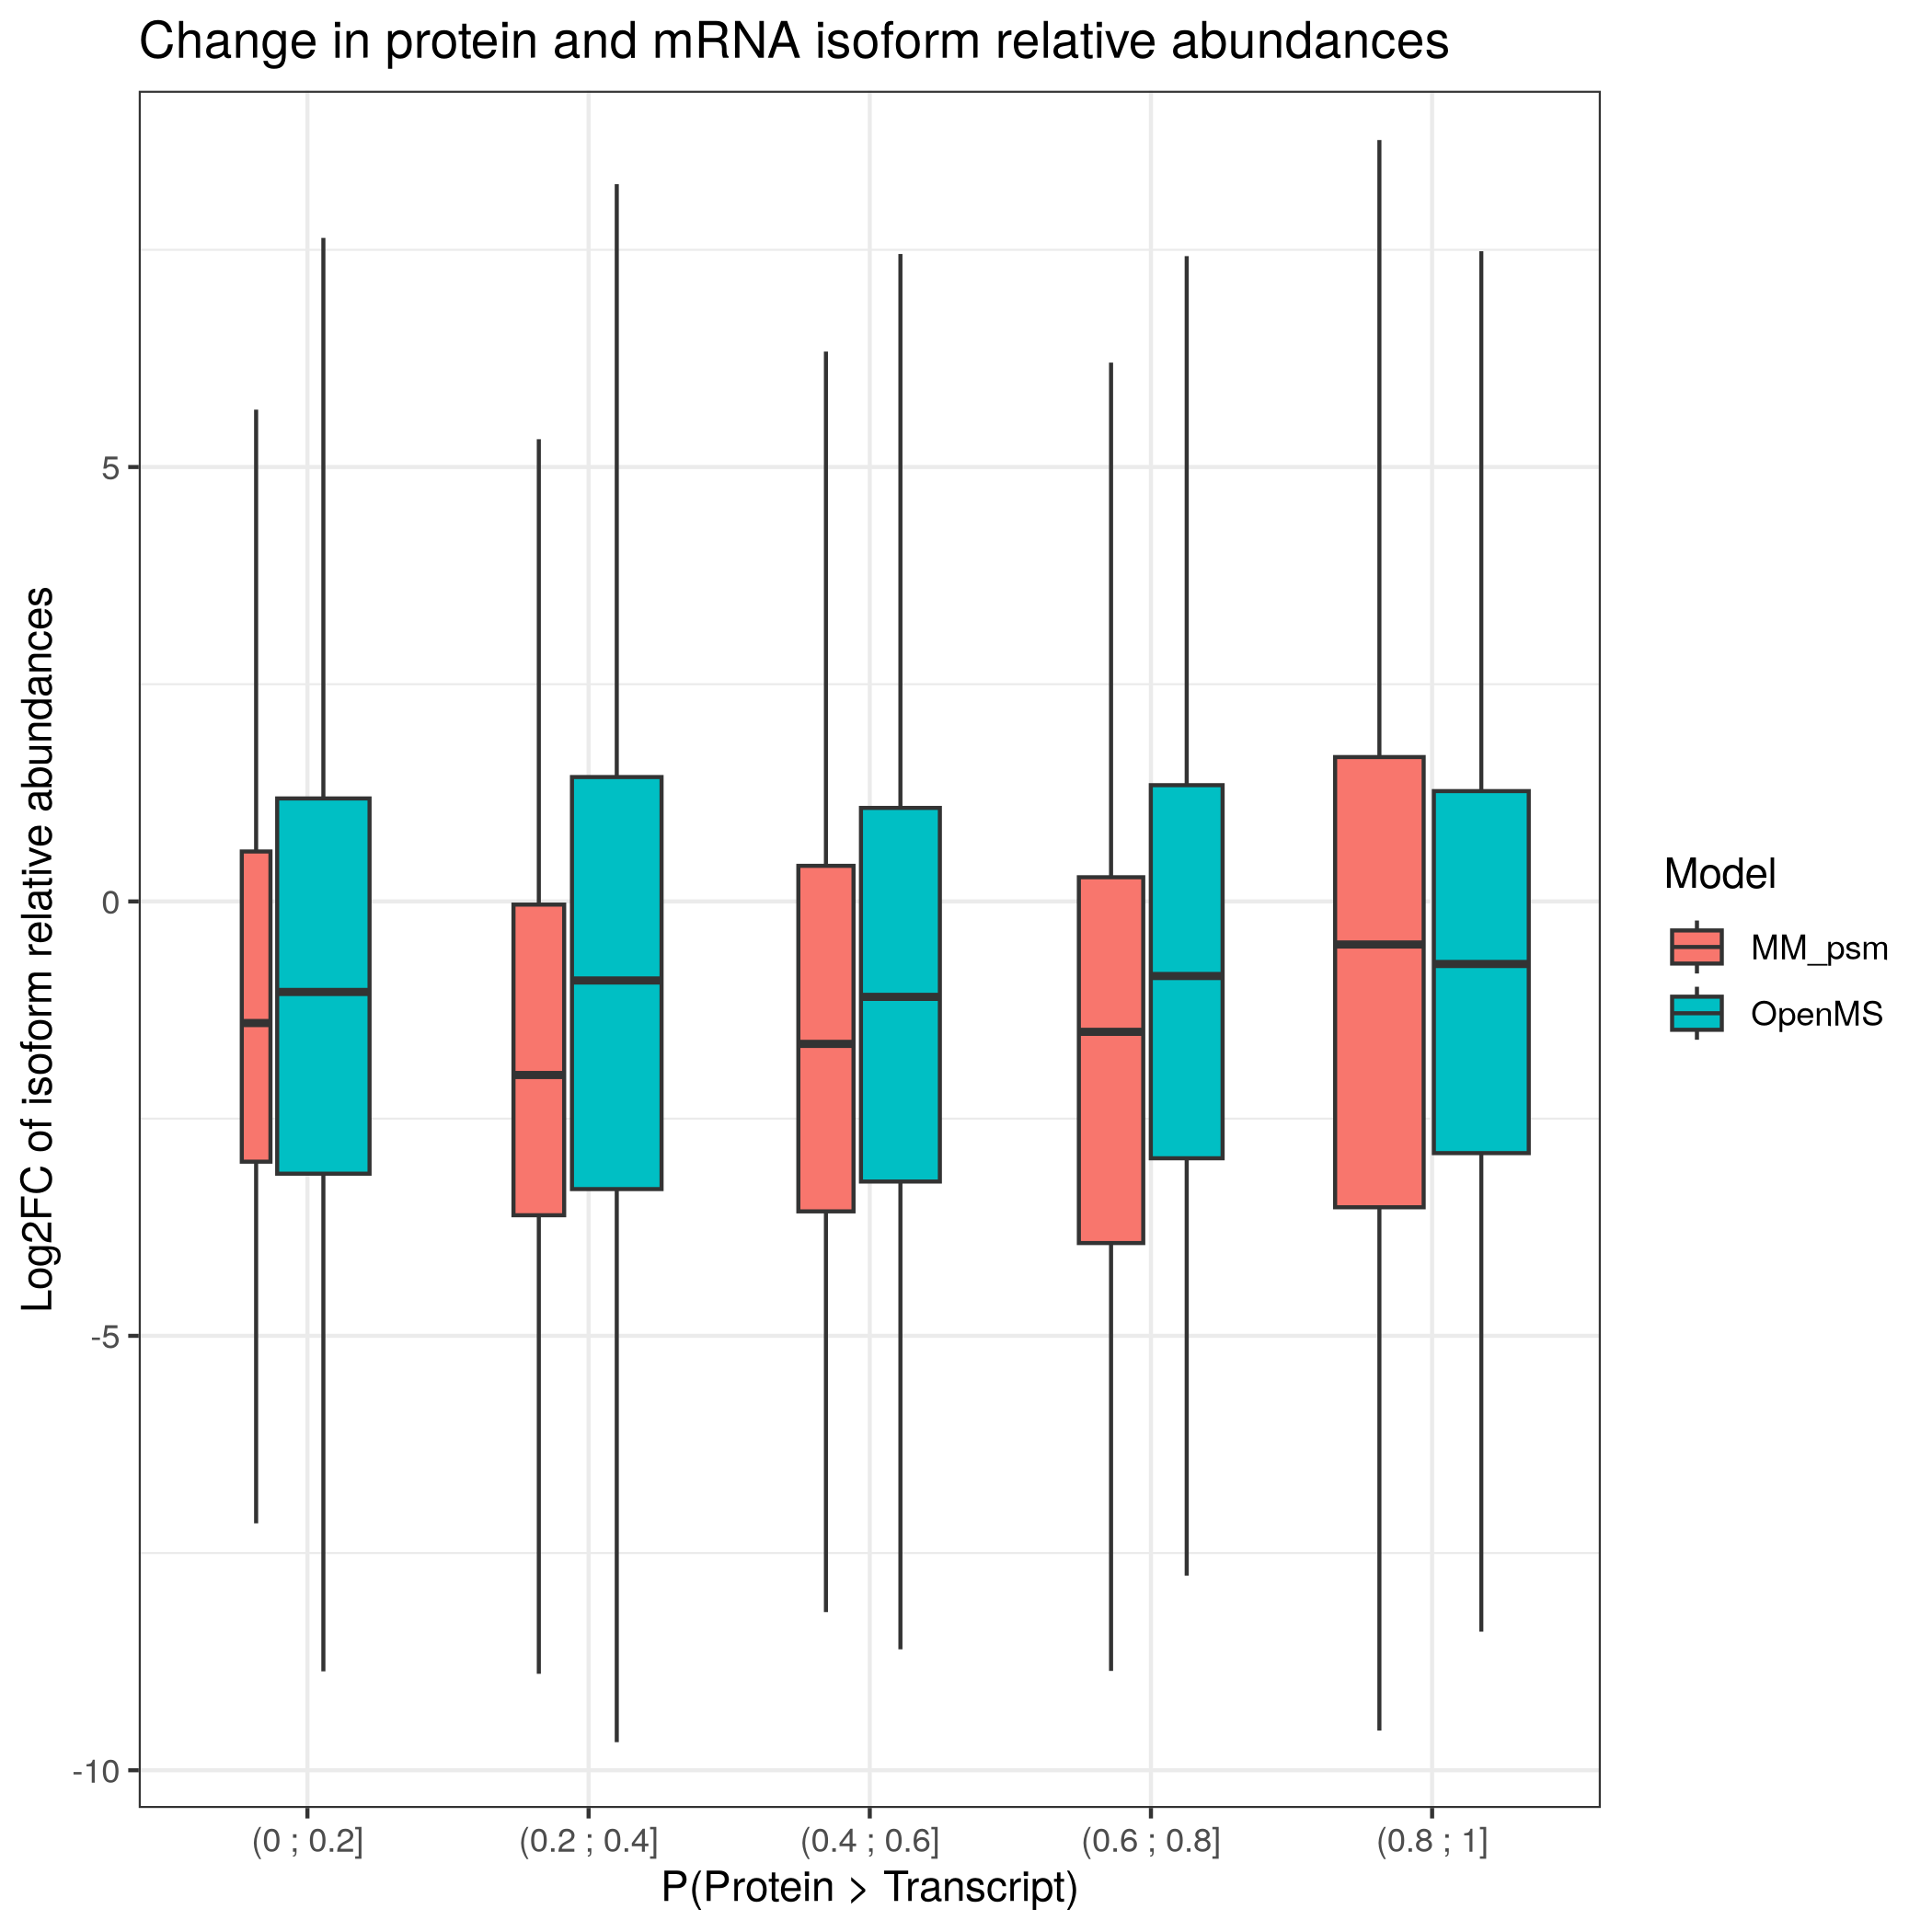 Change in protein and mRNA isoform relative abundances
Log2FC of isoform relative abundances
5
0
-5
-10
(0 ; 0.2]
(0.2 ; 0.4]
(0.4 ; 0.6]
(0.6 ; 0.8]
(0.8 ; 1]
P(Protein > Transcript)
Model
MM_psm
OpenMS